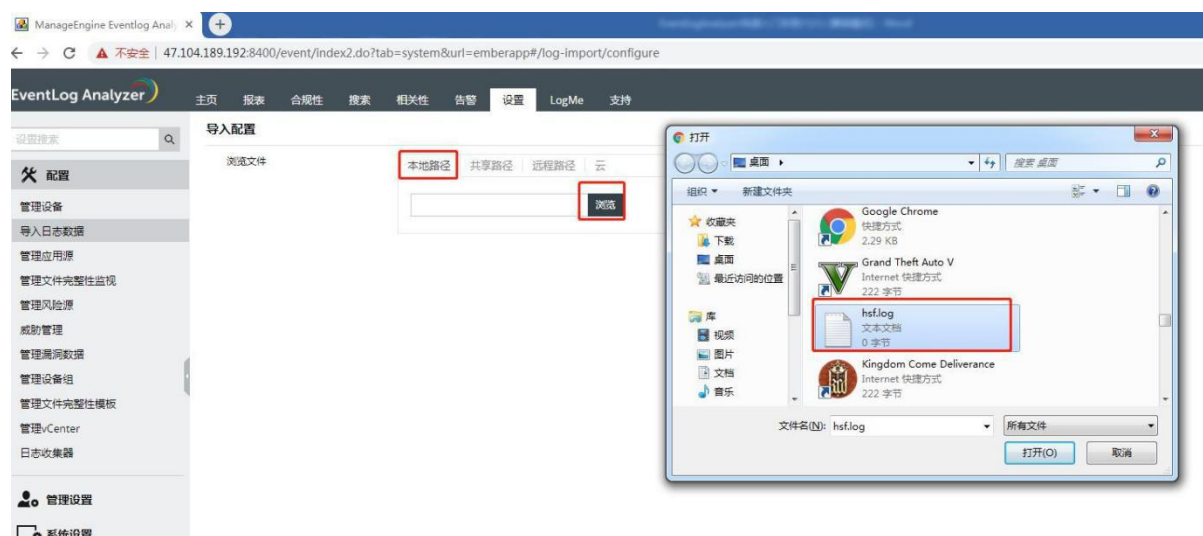 ManageEngine Eventlog Analy
不安全 | 47.104.189.192:8400/event/index2.do?tab=system&url=emberapp#/log-import/configure
EventLog Analyzer
主页 报表 合规性 搜索 相关性 告警 设置 LogMe 支持
设置搜索
配置
管理设备
导入日志数据
管理应用源
管理文件完整性监视
管理风险源
威胁管理
管理漏洞数据
管理设备组
管理文件完整性模板
管理vCenter
日志收集器
管理设置
系统设置
导入配置
浏览文件
本地路径 共享路径 远程路径 云
浏览
打开
桌面
搜索 桌面
组织 新建文件夹
收藏夹
下载
桌面
最近访问的位置
库
视频
图片
文档
音乐
Google Chrome
快捷方式
2.29 KB
Grand Theft Auto V
Internet 快捷方式
222 字节
hsf.log
文本文档
0 字节
Kingdom Come Deliverance
Internet 快捷方式
222 字节
文件名(N): hsf.log
所有文件
打开(O) 取消